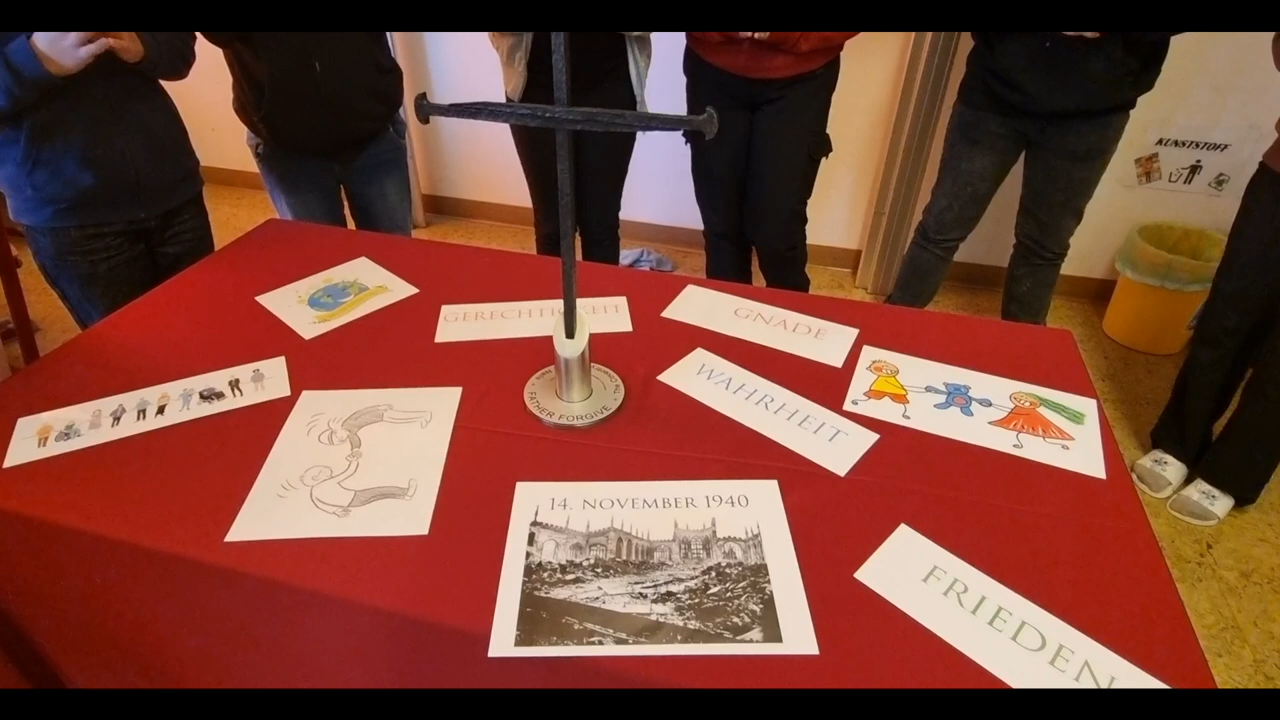 KUNSTSTOFF
GERECHTIGKEIT
GNADE
WAHRHEIT
FATHER FORGIVE
14. NOVEMBER 1940
FRIEDEN